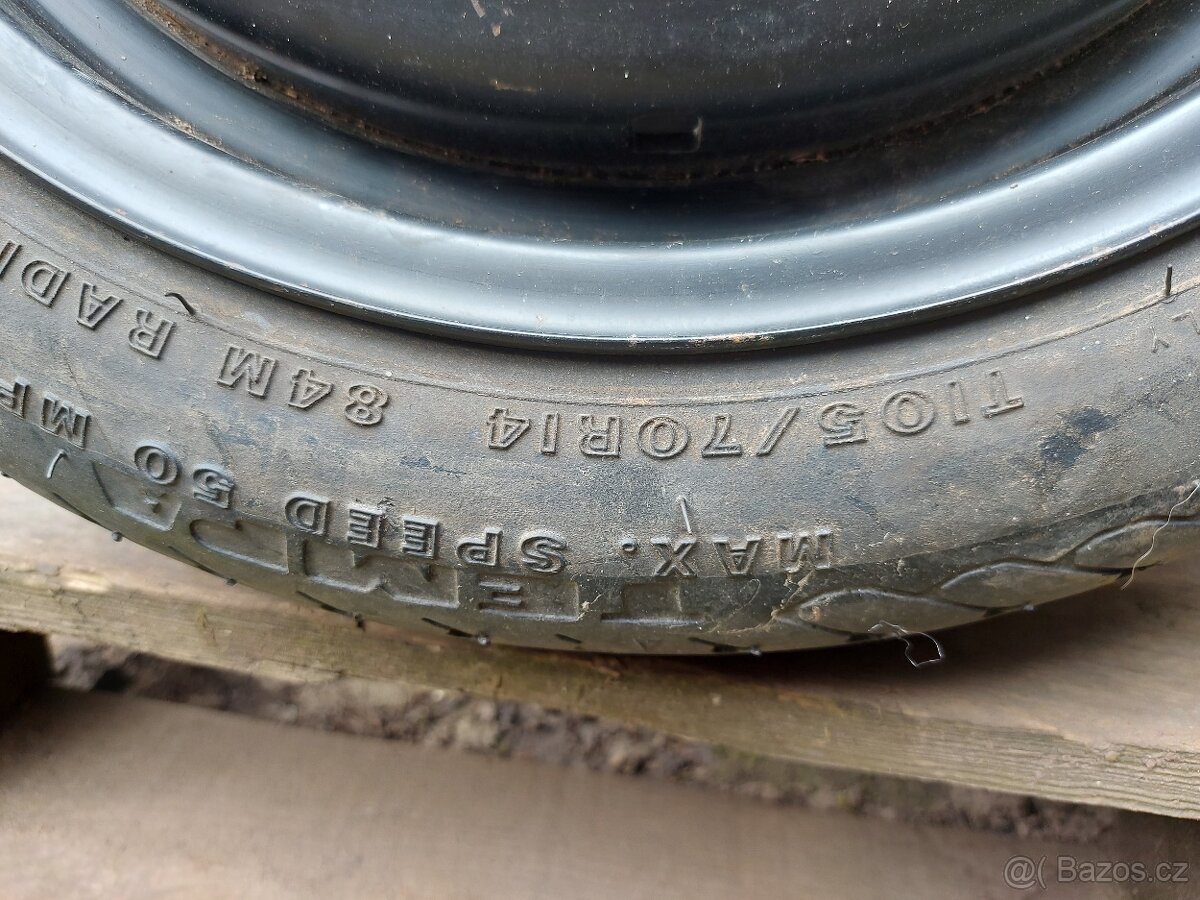 T105/70R14 84M RADI
MAX. SPEED 50 MP
TEMP
Bazos.cz